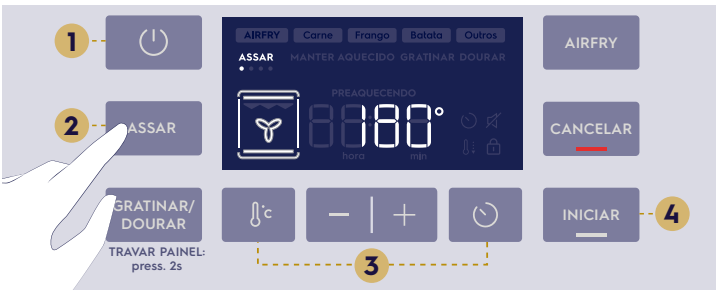 1
AIRFRY Carne Frango Batata Outros
ASSAR MANTER AQUECIDO GRATINAR DOURAR
AIRFRY
PREAQUECENDO
180°
hora min
2
ASSAR
CANCELAR
GRATINAR/
DOURAR
°C
− | +
INICIAR
4
TRAVAR PAINEL:
press. 2s
3